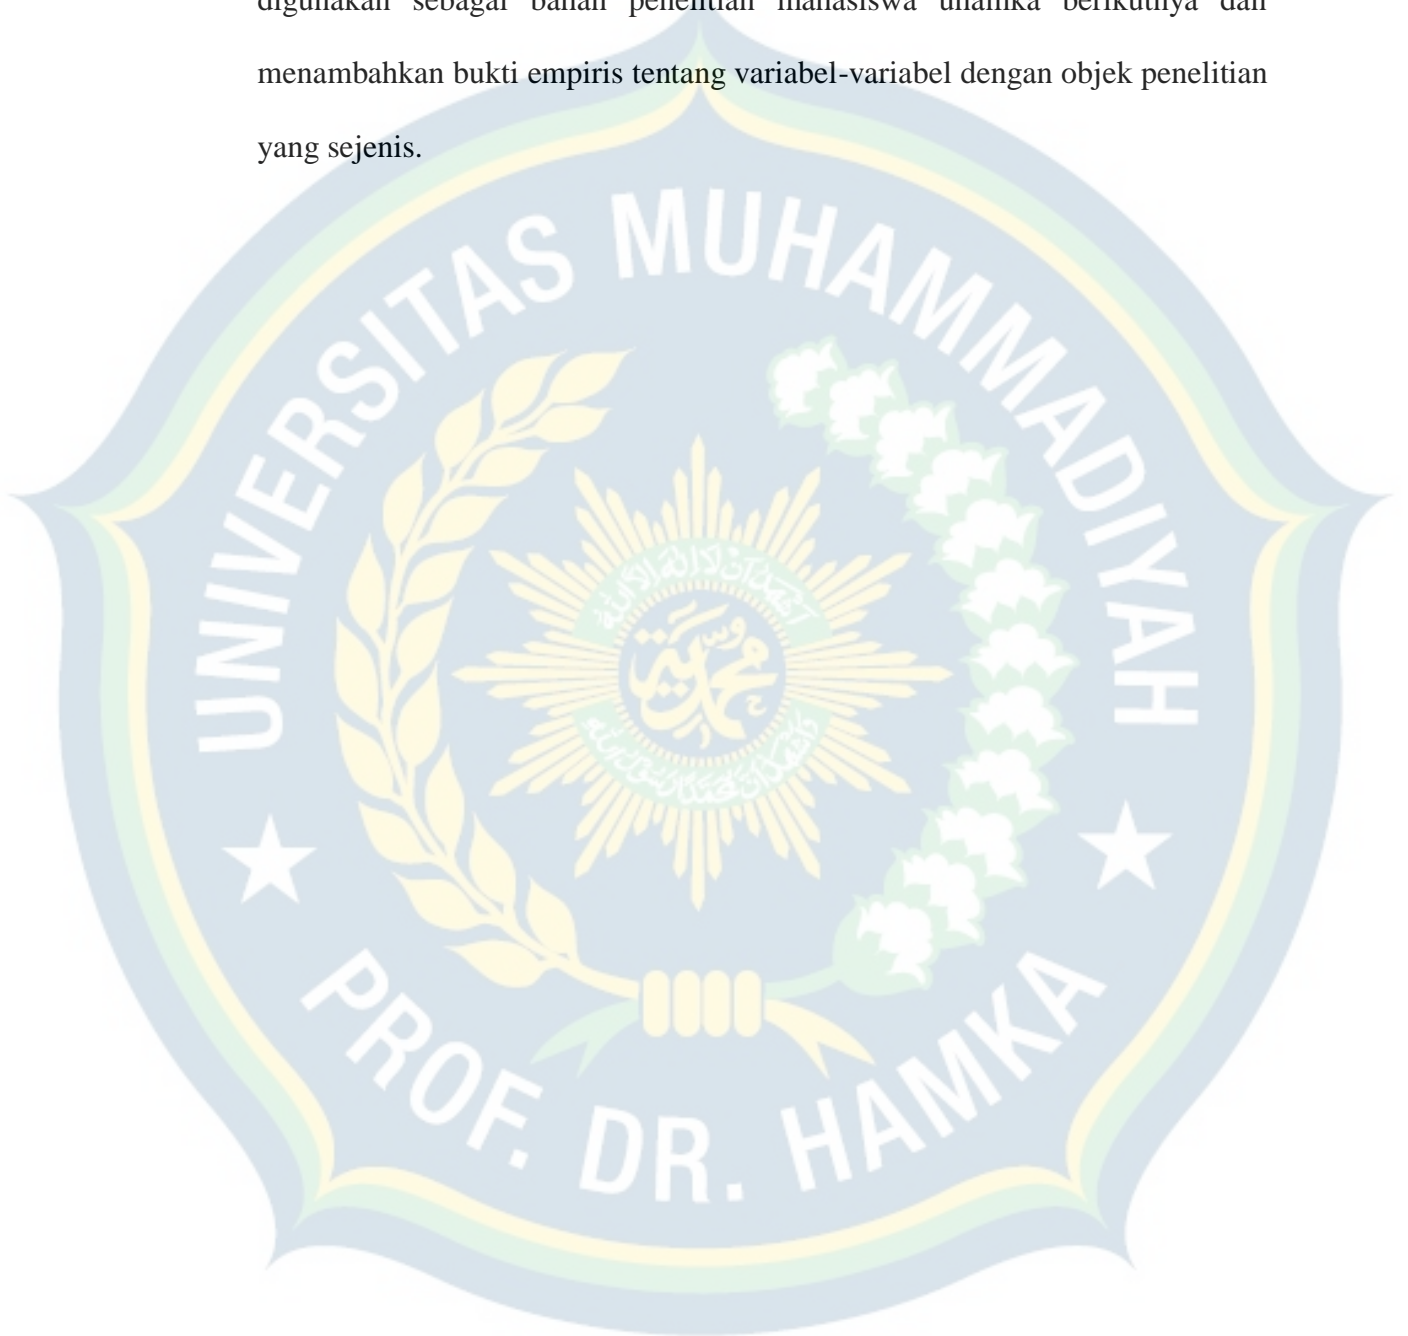 digunakan sebagai bahan penelitian mahasiswa uhamka berikutnya dan
menambahkan bukti empiris tentang variabel-variabel dengan objek penelitian
yang sejenis.
UNIVERSITAS MUHAMMADIYAH
محمدية
PROF. DR. HAMKA